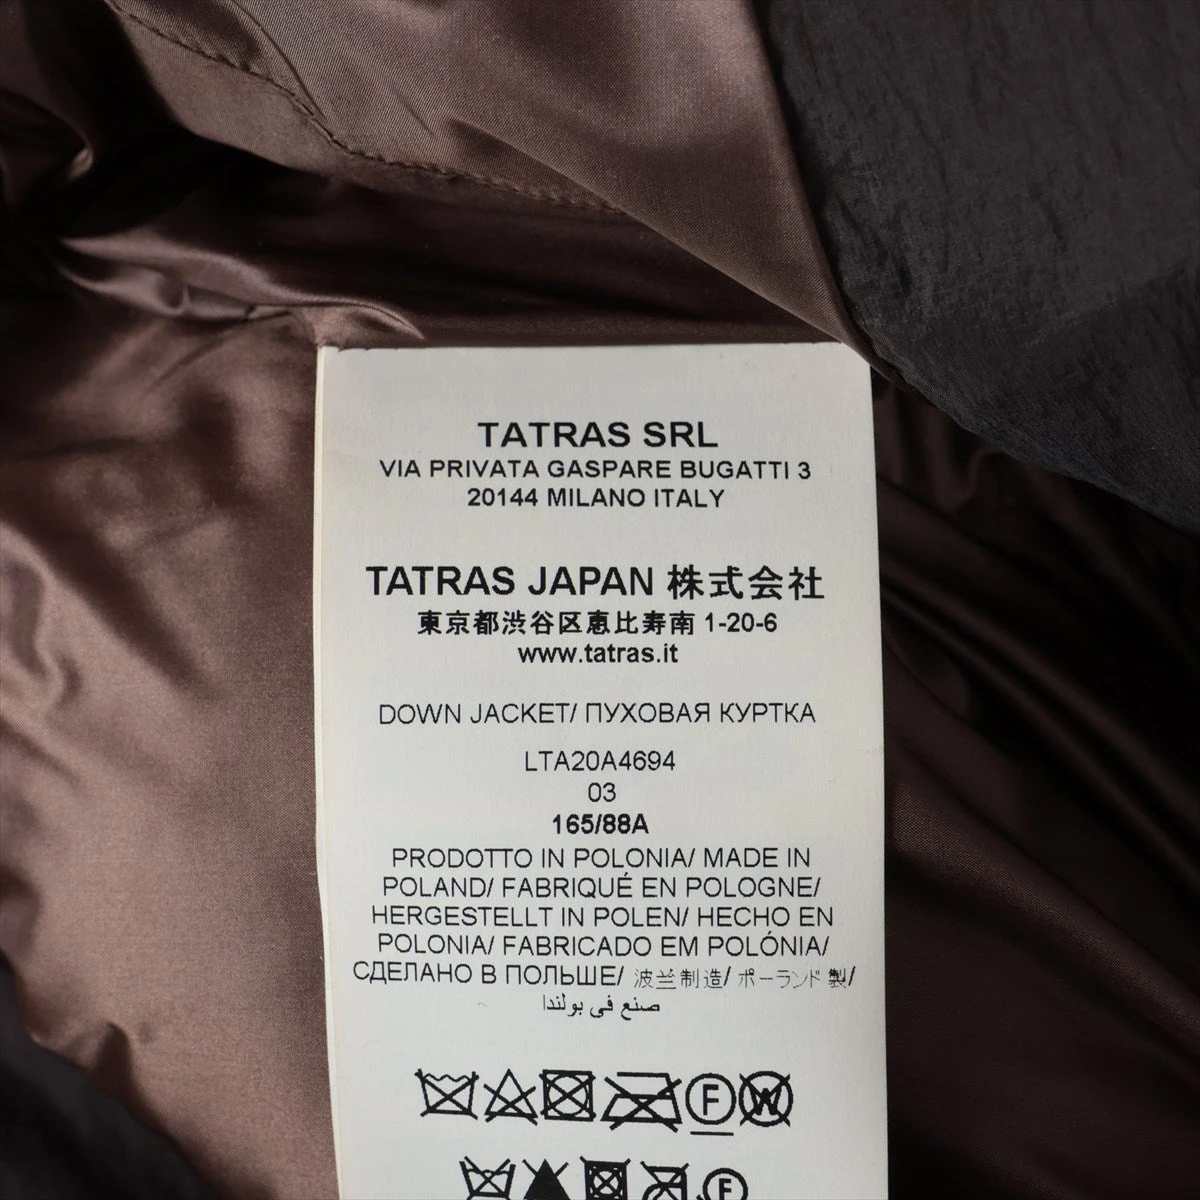 TATRAS SRL
VIA PRIVATA GASPARE BUGATTI 3
20144 MILANO ITALY
TATRAS JAPAN 株式会社
東京都渋谷区恵比寿南 1-20-6
www.tatras.it
DOWN JACKET/ ПУХОВАЯ КУРТКА
LTA20A4694
03
165/88A
PRODOTTO IN POLONIA/ MADE IN
POLAND/ FABRIQUÉ EN POLOGNE/
HERGESTELLT IN POLEN/ HECHO EN
POLONIA/ FABRICADO EM POLÓNIA/
СДЕЛАНО В ПОЛЬШЕ/ 波兰制造/ ポーランド製/
صنع في بولندا
F W
F